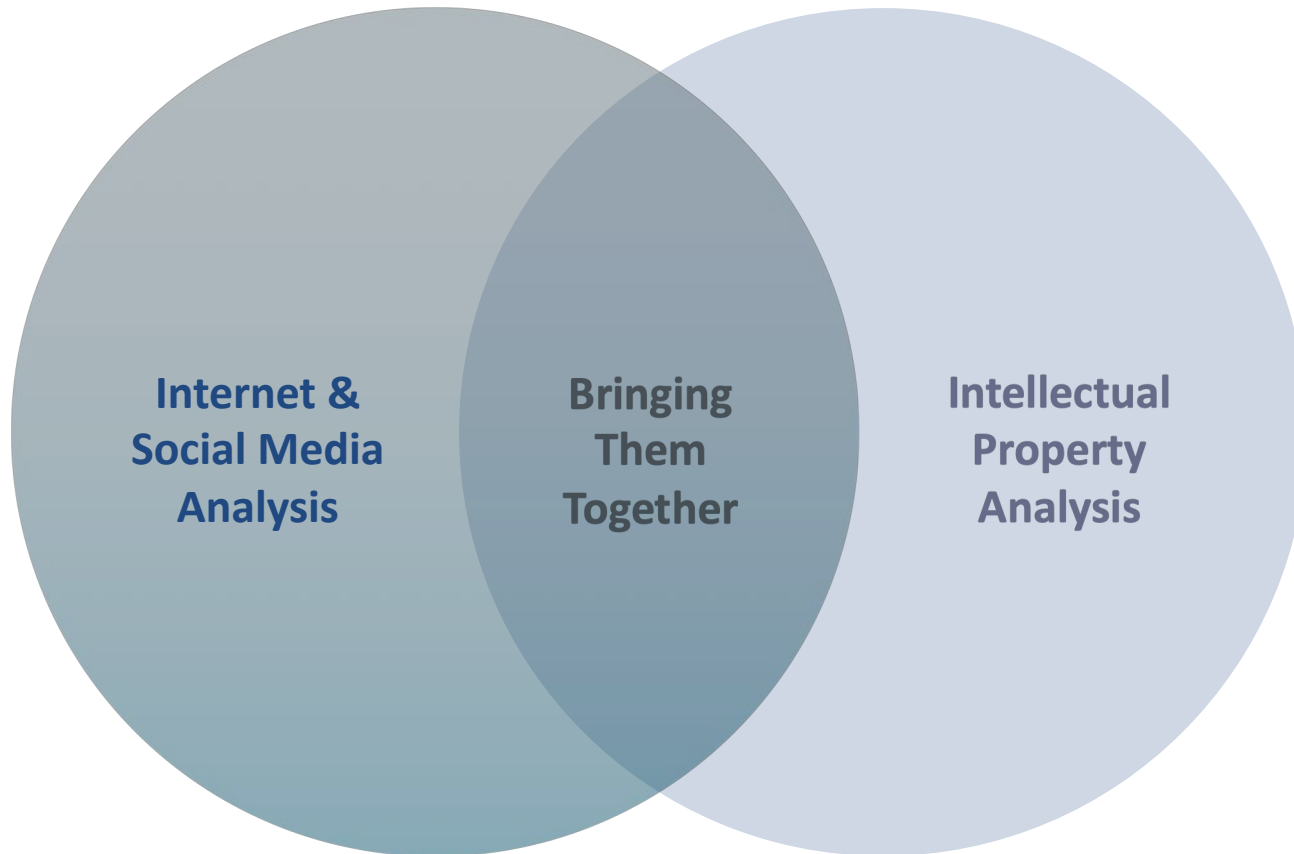 Internet &
Social Media
Analysis
Bringing
Them
Together
Intellectual
Property
Analysis